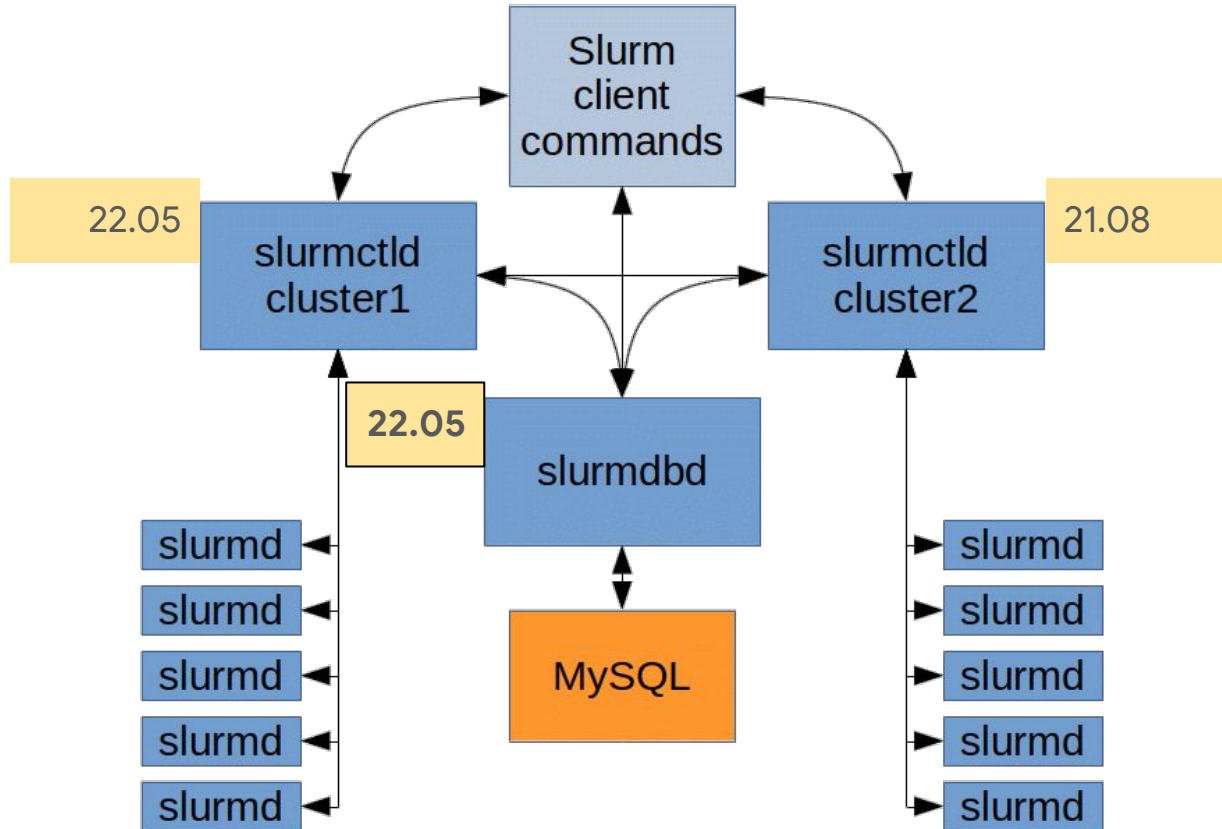 Slurm
client
commands
22.05
slurmctld
cluster1
slurmctld
cluster2
21.08
22.05
slurmdbd
slurmd
slurmd
slurmd
slurmd
slurmd
MySQL
slurmd
slurmd
slurmd
slurmd
slurmd